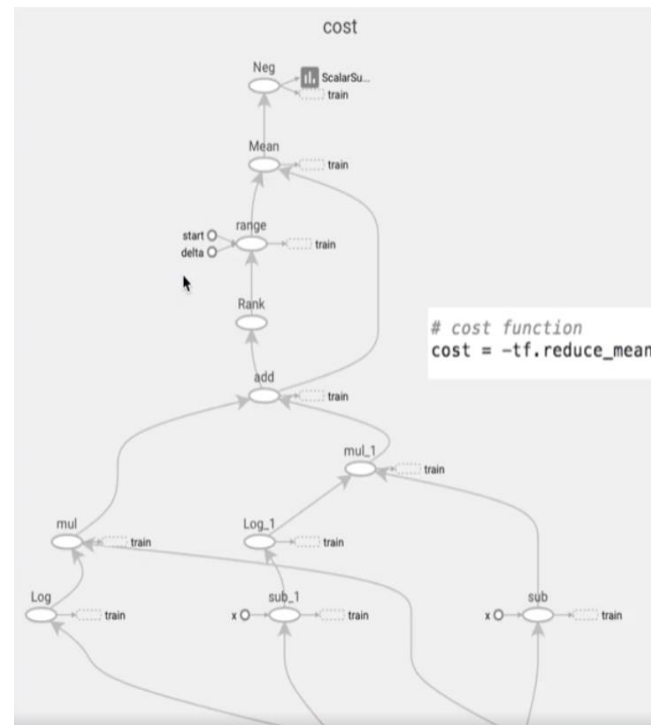 cost
Neg
ScalarSu...
train
Mean
train
range
start
delta
train
Rank
# cost function
cost = -tf.reduce_mean
add
train
mul_1
train
mul
train
Log_1
train
Log
train
sub_1
x
train
sub
x
train